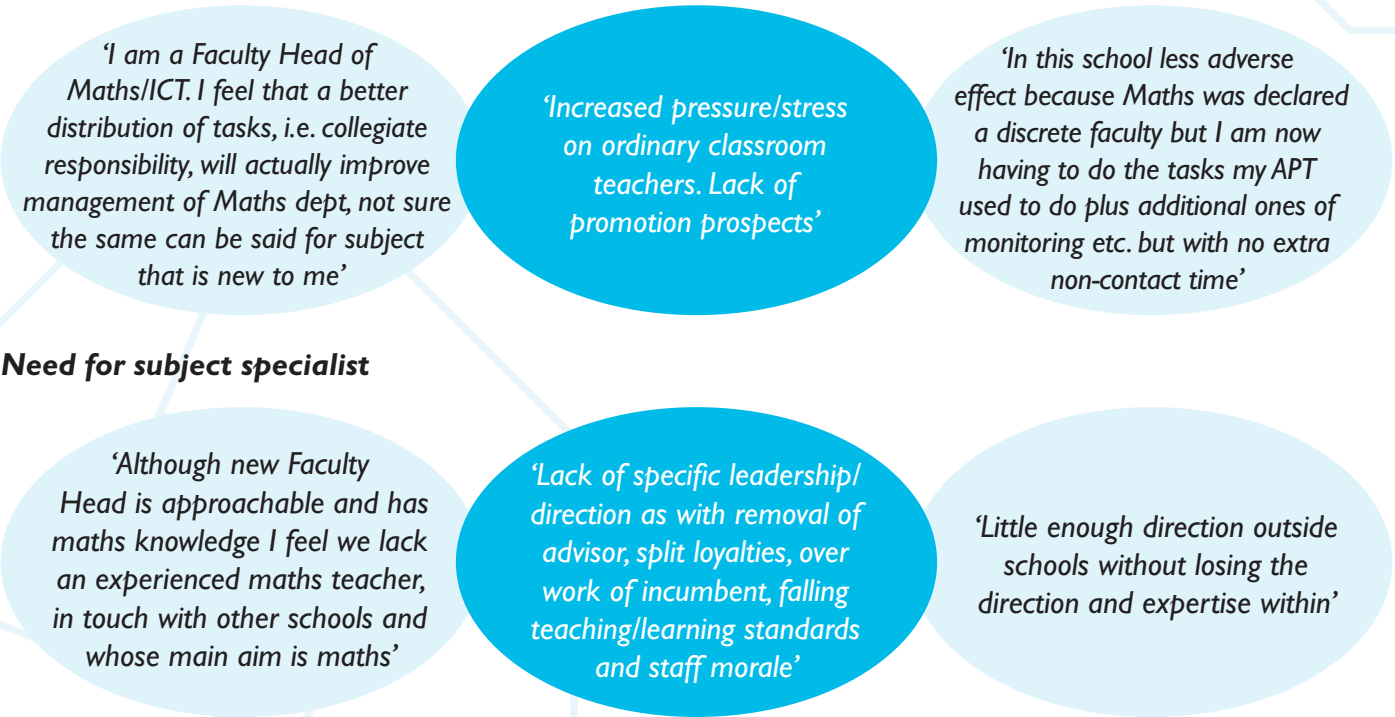 ‘I am a Faculty Head of
Maths/ICT. I feel that a better
distribution of tasks, i.e. collegiate
responsibility, will actually improve
management of Maths dept, not sure
the same can be said for subject
that is new to me’
‘Increased pressure/stress
on ordinary classroom
teachers. Lack of
promotion prospects’
‘In this school less adverse
effect because Maths was declared
a discrete faculty but I am now
having to do the tasks my APT
used to do plus additional ones of
monitoring etc. but with no extra
non-contact time’
Need for subject specialist
‘Although new Faculty
Head is approachable and has
maths knowledge I feel we lack
an experienced maths teacher,
in touch with other schools and
whose main aim is maths’
‘Lack of specific leadership/
direction as with removal of
advisor, split loyalties, over
work of incumbent, falling
teaching/learning standards
and staff morale’
‘Little enough direction outside
schools without losing the
direction and expertise within’